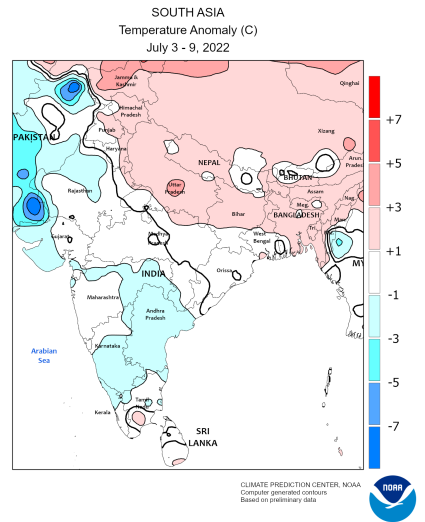 SOUTH ASIA
Temperature Anomaly (C)
July 3 - 9, 2022
Jammu &
Kashmir
Qinghai
Himachal
Pradesh
+7
Punjab
Xizang
PAKISTAN
Haryana
+5
NEPAL
Arun.
Prades
BHUTAN
Rajasthan
Uttar
Pradesh
Assam
+3
Nag.
Meg.
Bihar
BANGLADESH
Tri.
West
Bengal
+1
Gujarat
Madhya
Pradesh
MY
INDIA
Orissa
-1
Maharashtra
Andhra
Pradesh
-3
Arabian
Sea
Karnataka
-5
Kerala
Tamil
Nadu
-7
SRI
LANKA
CLIMATE PREDICTION CENTER, NOAA
Computer generated contours
Based on preliminary data
NOAA